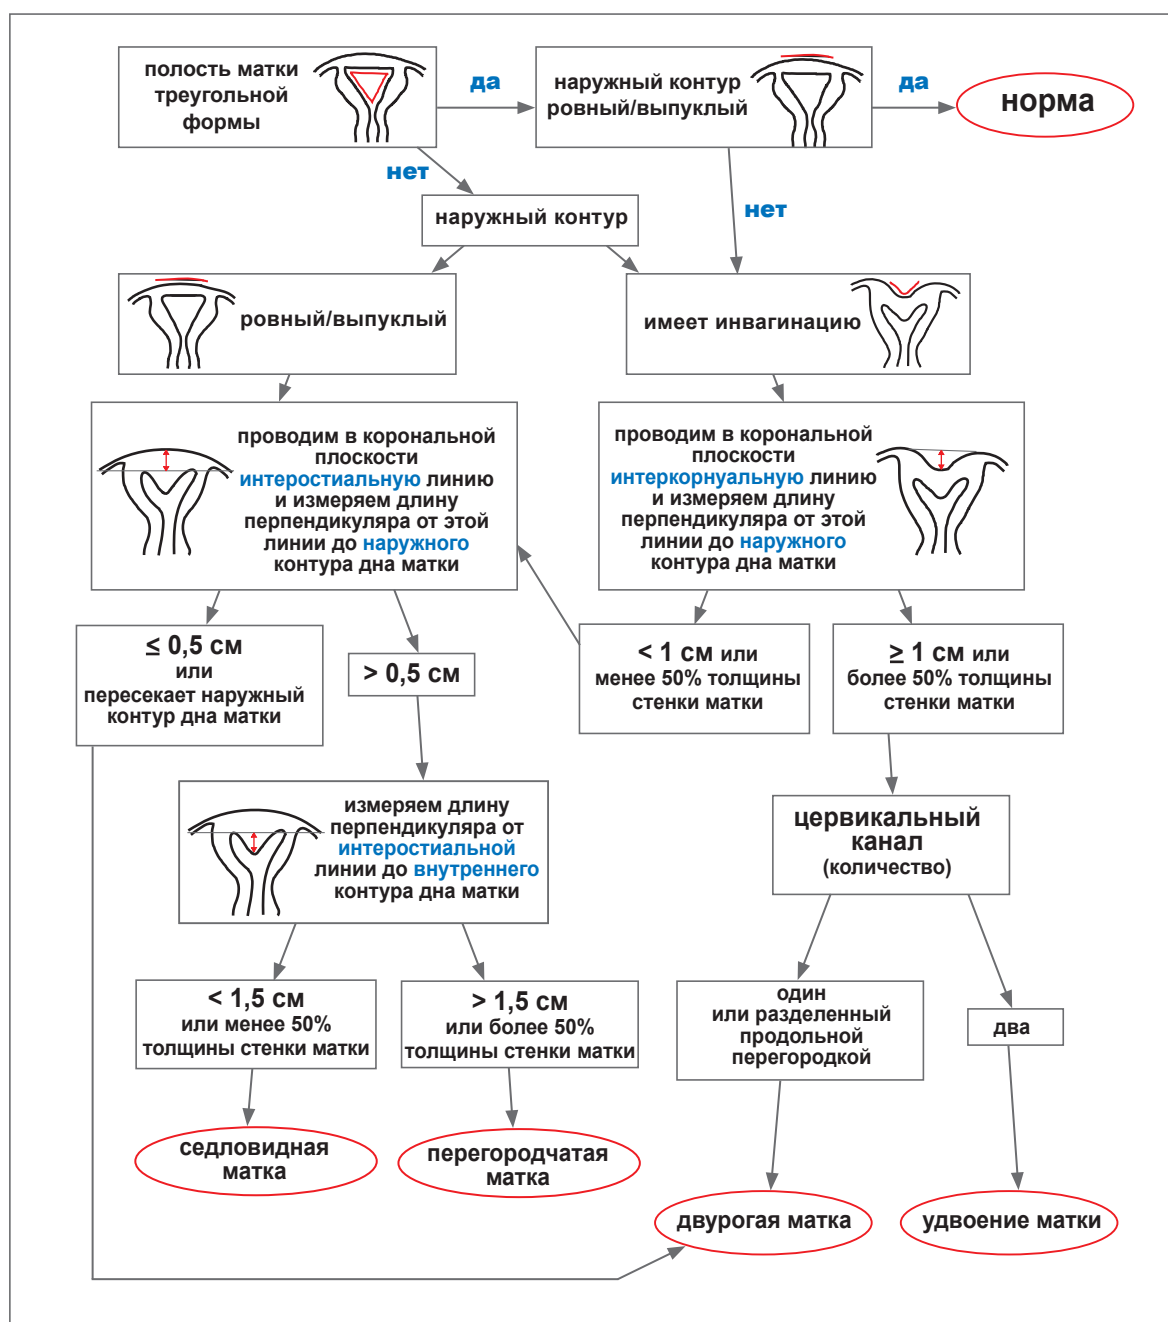 полость матки
треугольной
формы
да
наружный контур
ровный/выпуклый
да
норма
нет
нет
наружный контур
ровный/выпуклый
имеет инвагинацию
проводим в корональной
плоскости
интеростиальную линию
и измеряем длину
перпендикуляра от этой
линии до наружного
контура дна матки
проводим в корональной
плоскости
интеркорнуальную линию
и измеряем длину
перпендикуляра от этой
линии до наружного
контура дна матки
≤ 0,5 см
или
пересекает наружный
контур дна матки
> 0,5 см
< 1 см или
менее 50% толщины
стенки матки
≥ 1 см или
более 50% толщины
стенки матки
измеряем длину
перпендикуляра от
интеростиальной
линии до внутреннего
контура дна матки
цервикальный
канал
(количество)
< 1,5 см
или менее 50%
толщины стенки матки
> 1,5 см
или более 50%
толщины стенки матки
один
или разделенный
продольной
перегородкой
два
седловидная
матка
перегородчатая
матка
двурогая матка
удвоение матки